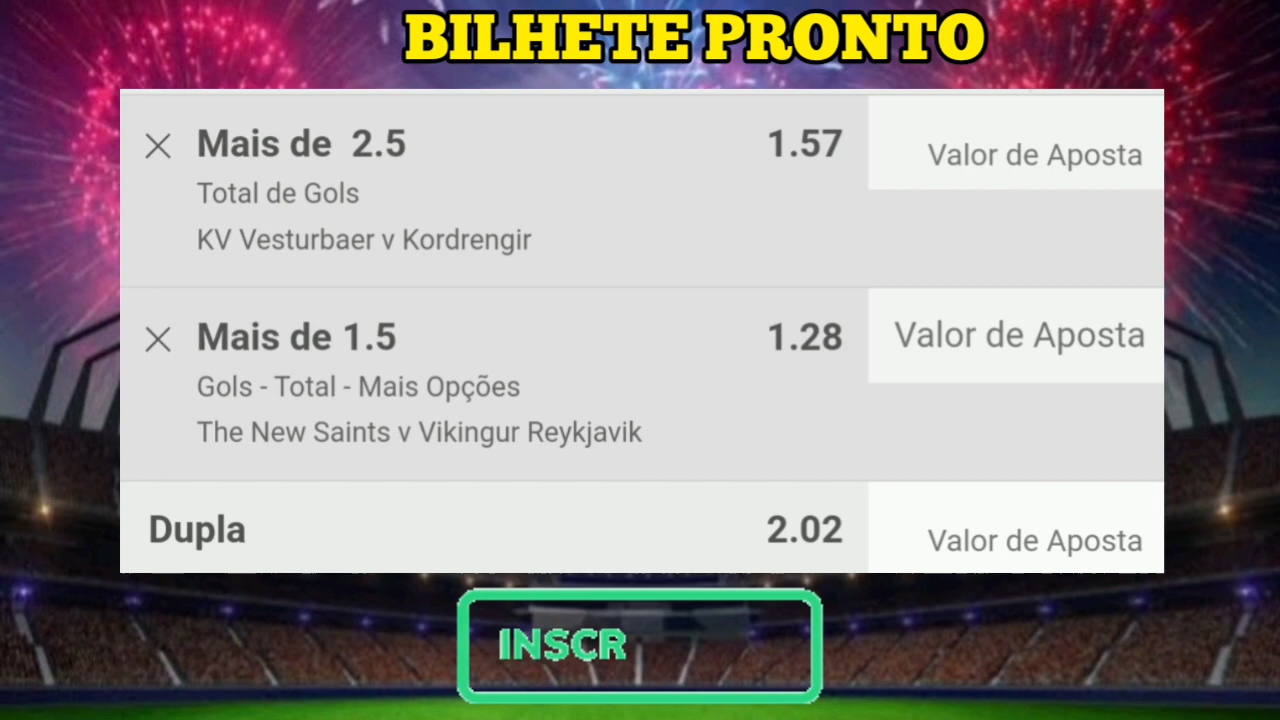 BILHETE PRONTO
Mais de 2.5 1.57 Valor de Aposta
Total de Gols
KV Vesturbaer v Kordrengir
Mais de 1.5 1.28 Valor de Aposta
Gols - Total - Mais Opções
The New Saints v Vikingur Reykjavik
Dupla 2.02 Valor de Aposta
INSCR